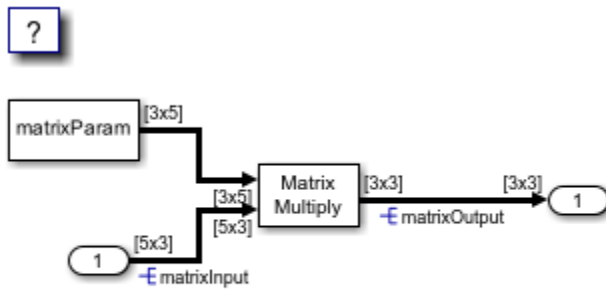 ?
matrixParam
[3x5]
[3x5]
Matrix
Multiply
[3x3]
[3x3]
1
matrixOutput
[5x3]
[5x3]
1
matrixInput